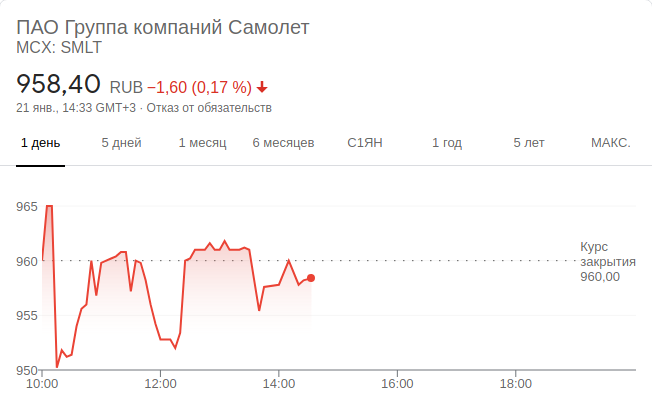 ПАО Группа компаний Самолет
MCX: SMLT
958,40 RUB −1,60 (0,17 %)
21 янв., 14:33 GMT+3 · Отказ от обязательств
1 день 5 дней 1 месяц 6 месяцев С1ЯН 1 год 5 лет МАКС.
965
960
955
950
Курс
закрытия
960,00
10:00 12:00 14:00 16:00 18:00